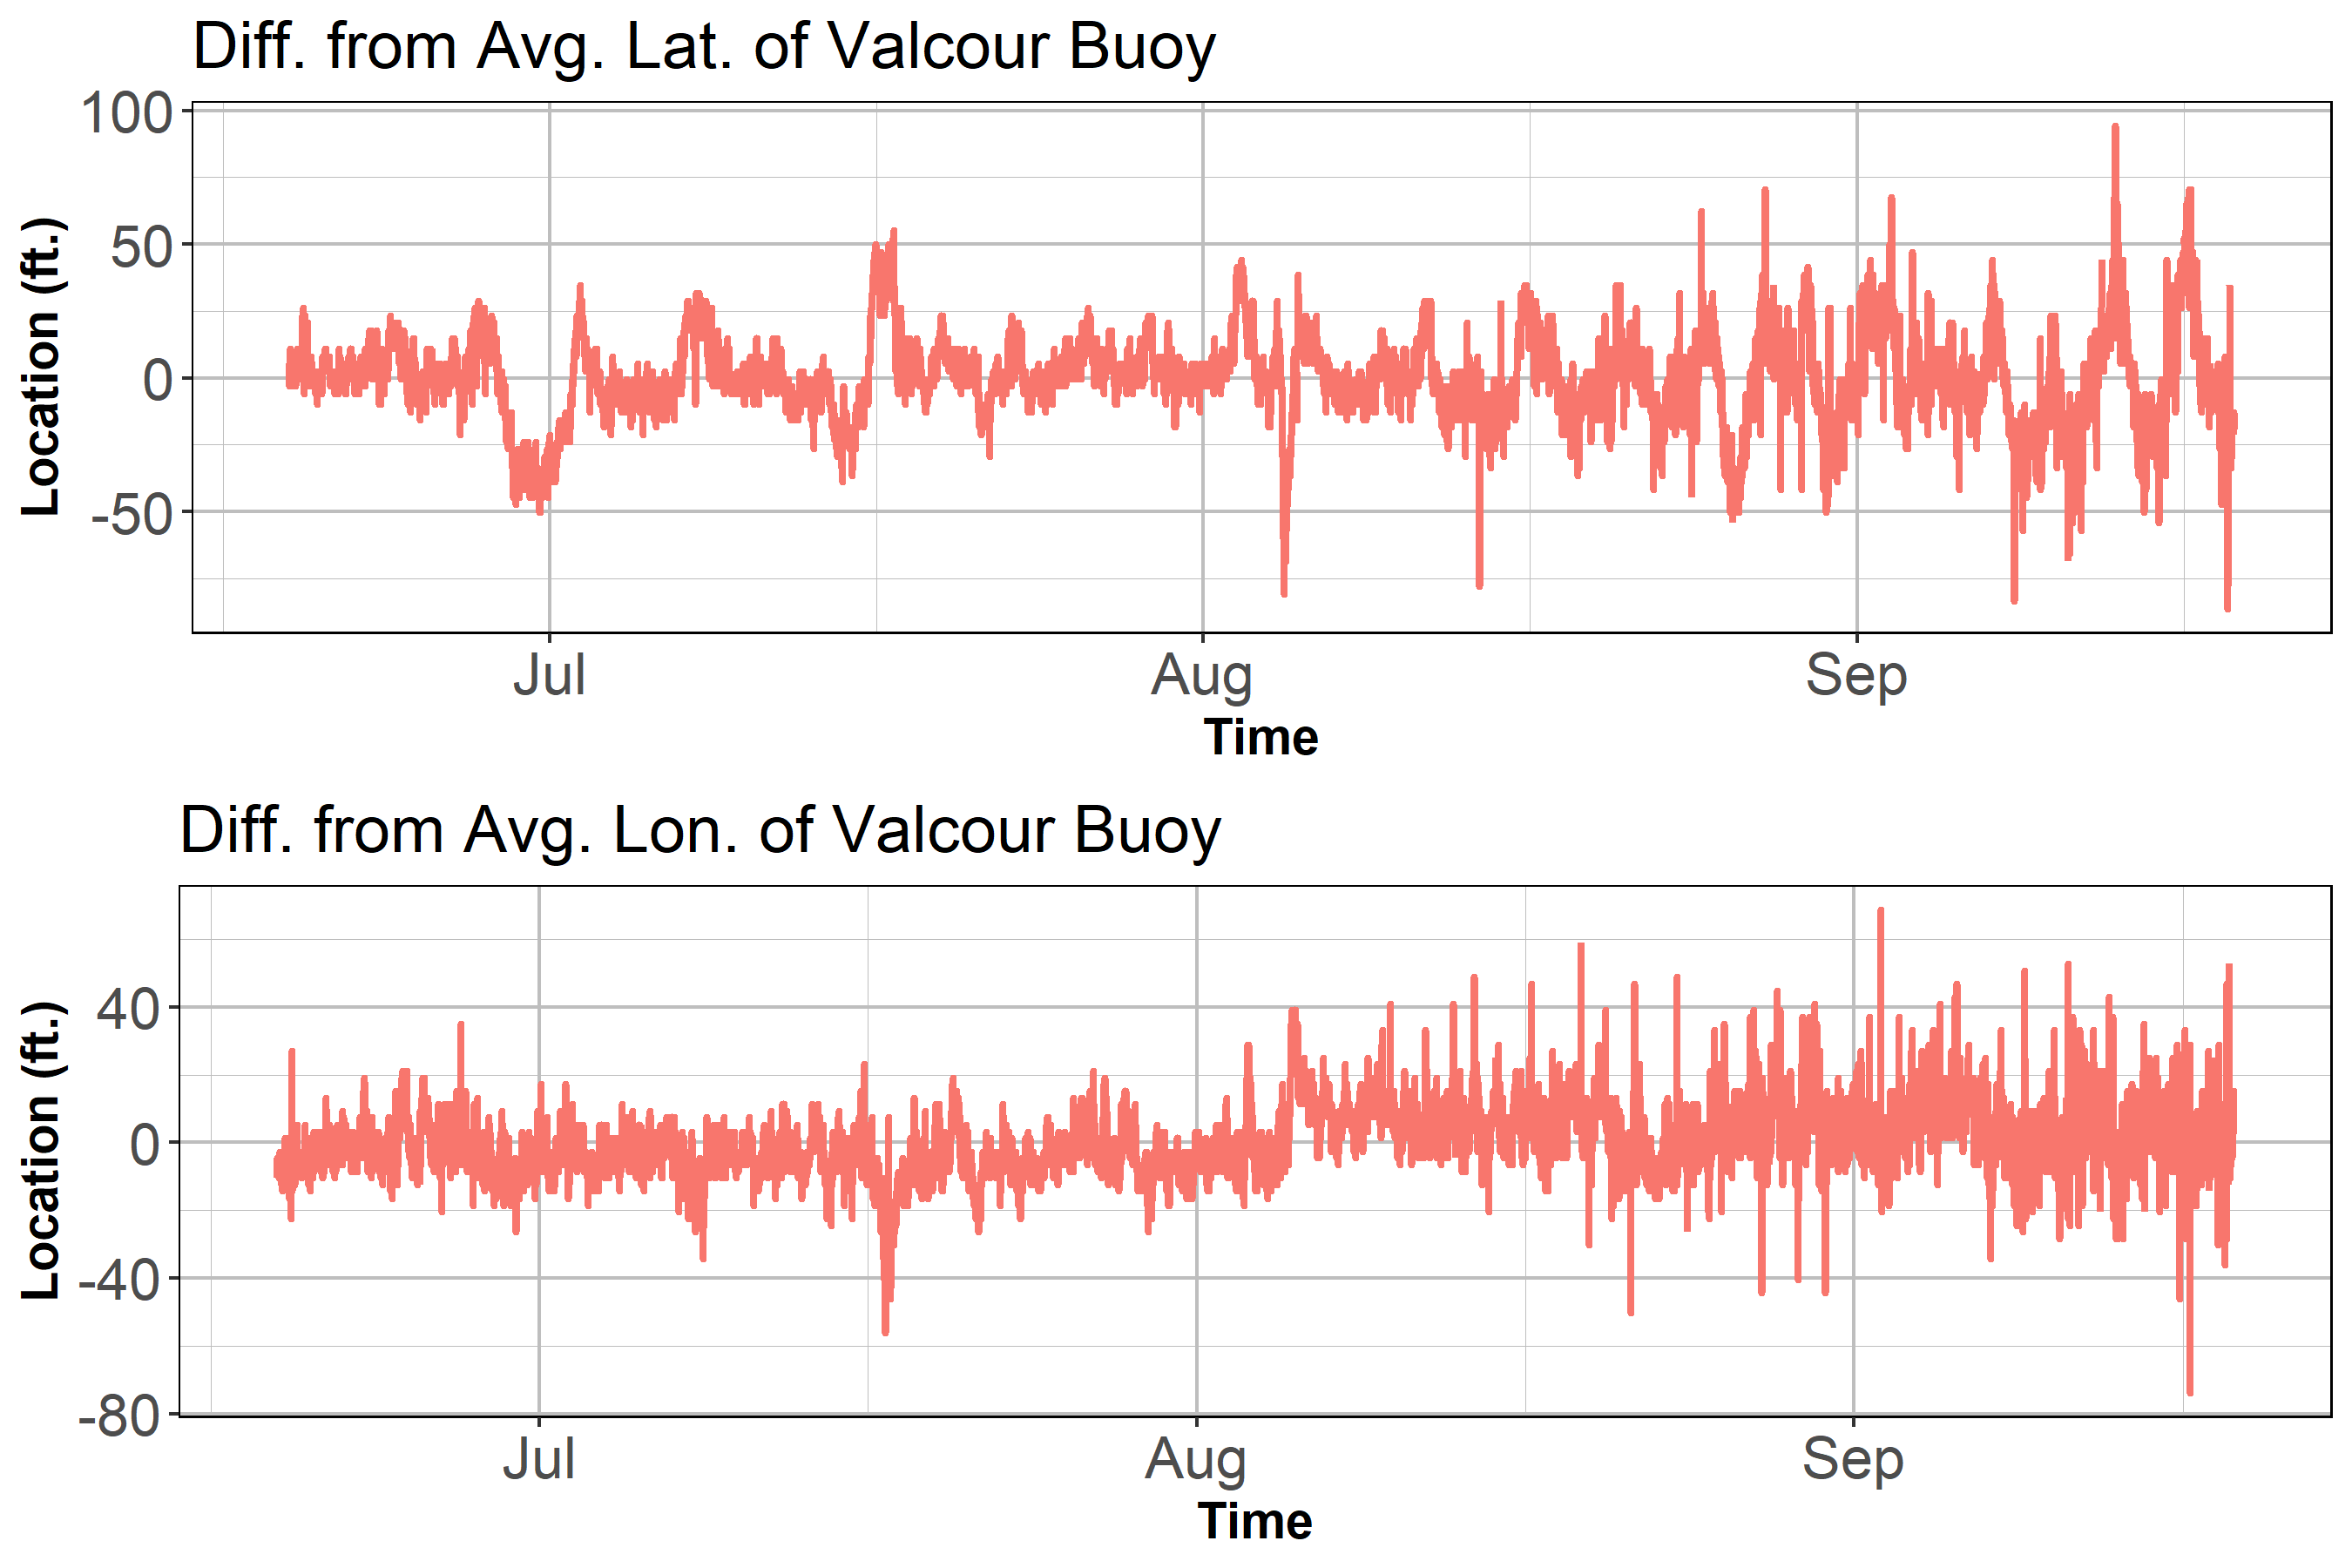 Diff. from Avg. Lat. of Valcour Buoy
Location (ft.)
100
50
0
-50
Jul
Aug
Sep
Time
Diff. from Avg. Lon. of Valcour Buoy
Location (ft.)
40
0
-40
-80
Jul
Aug
Sep
Time